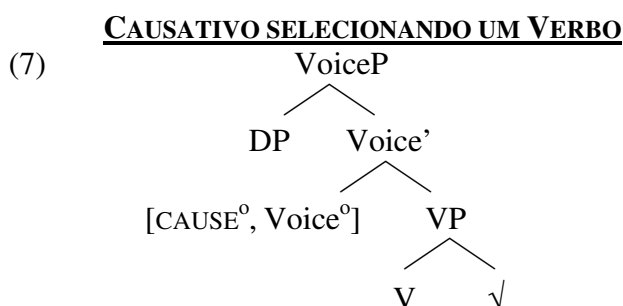 CAUSATIVO SELECIONANDO UM VERBO
(7) VoiceP
DP Voice’
[CAUSEº, Voiceº] VP
V √